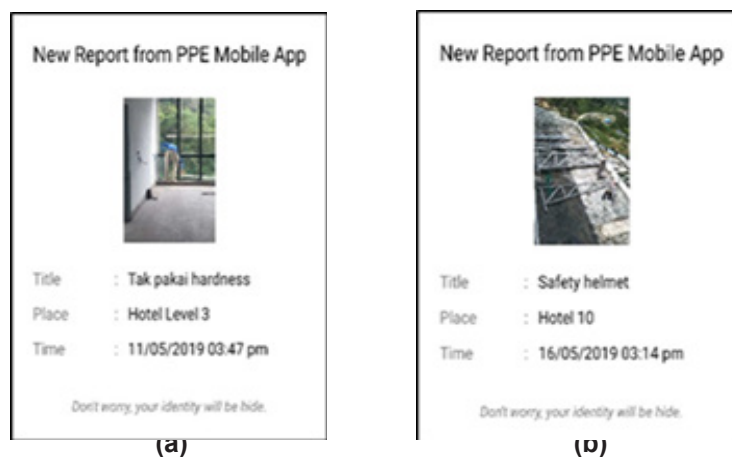 New Report from PPE Mobile App
Title : Tak pakai hardness
Place : Hotel Level 3
Time : 11/05/2019 03:47 pm
Don't worry, your identity will be hide.
(a)
New Report from PPE Mobile App
Title : Safety helmet
Place : Hotel 10
Time : 16/05/2019 03:14 pm
Don't worry, your identity will be hide.
(b)